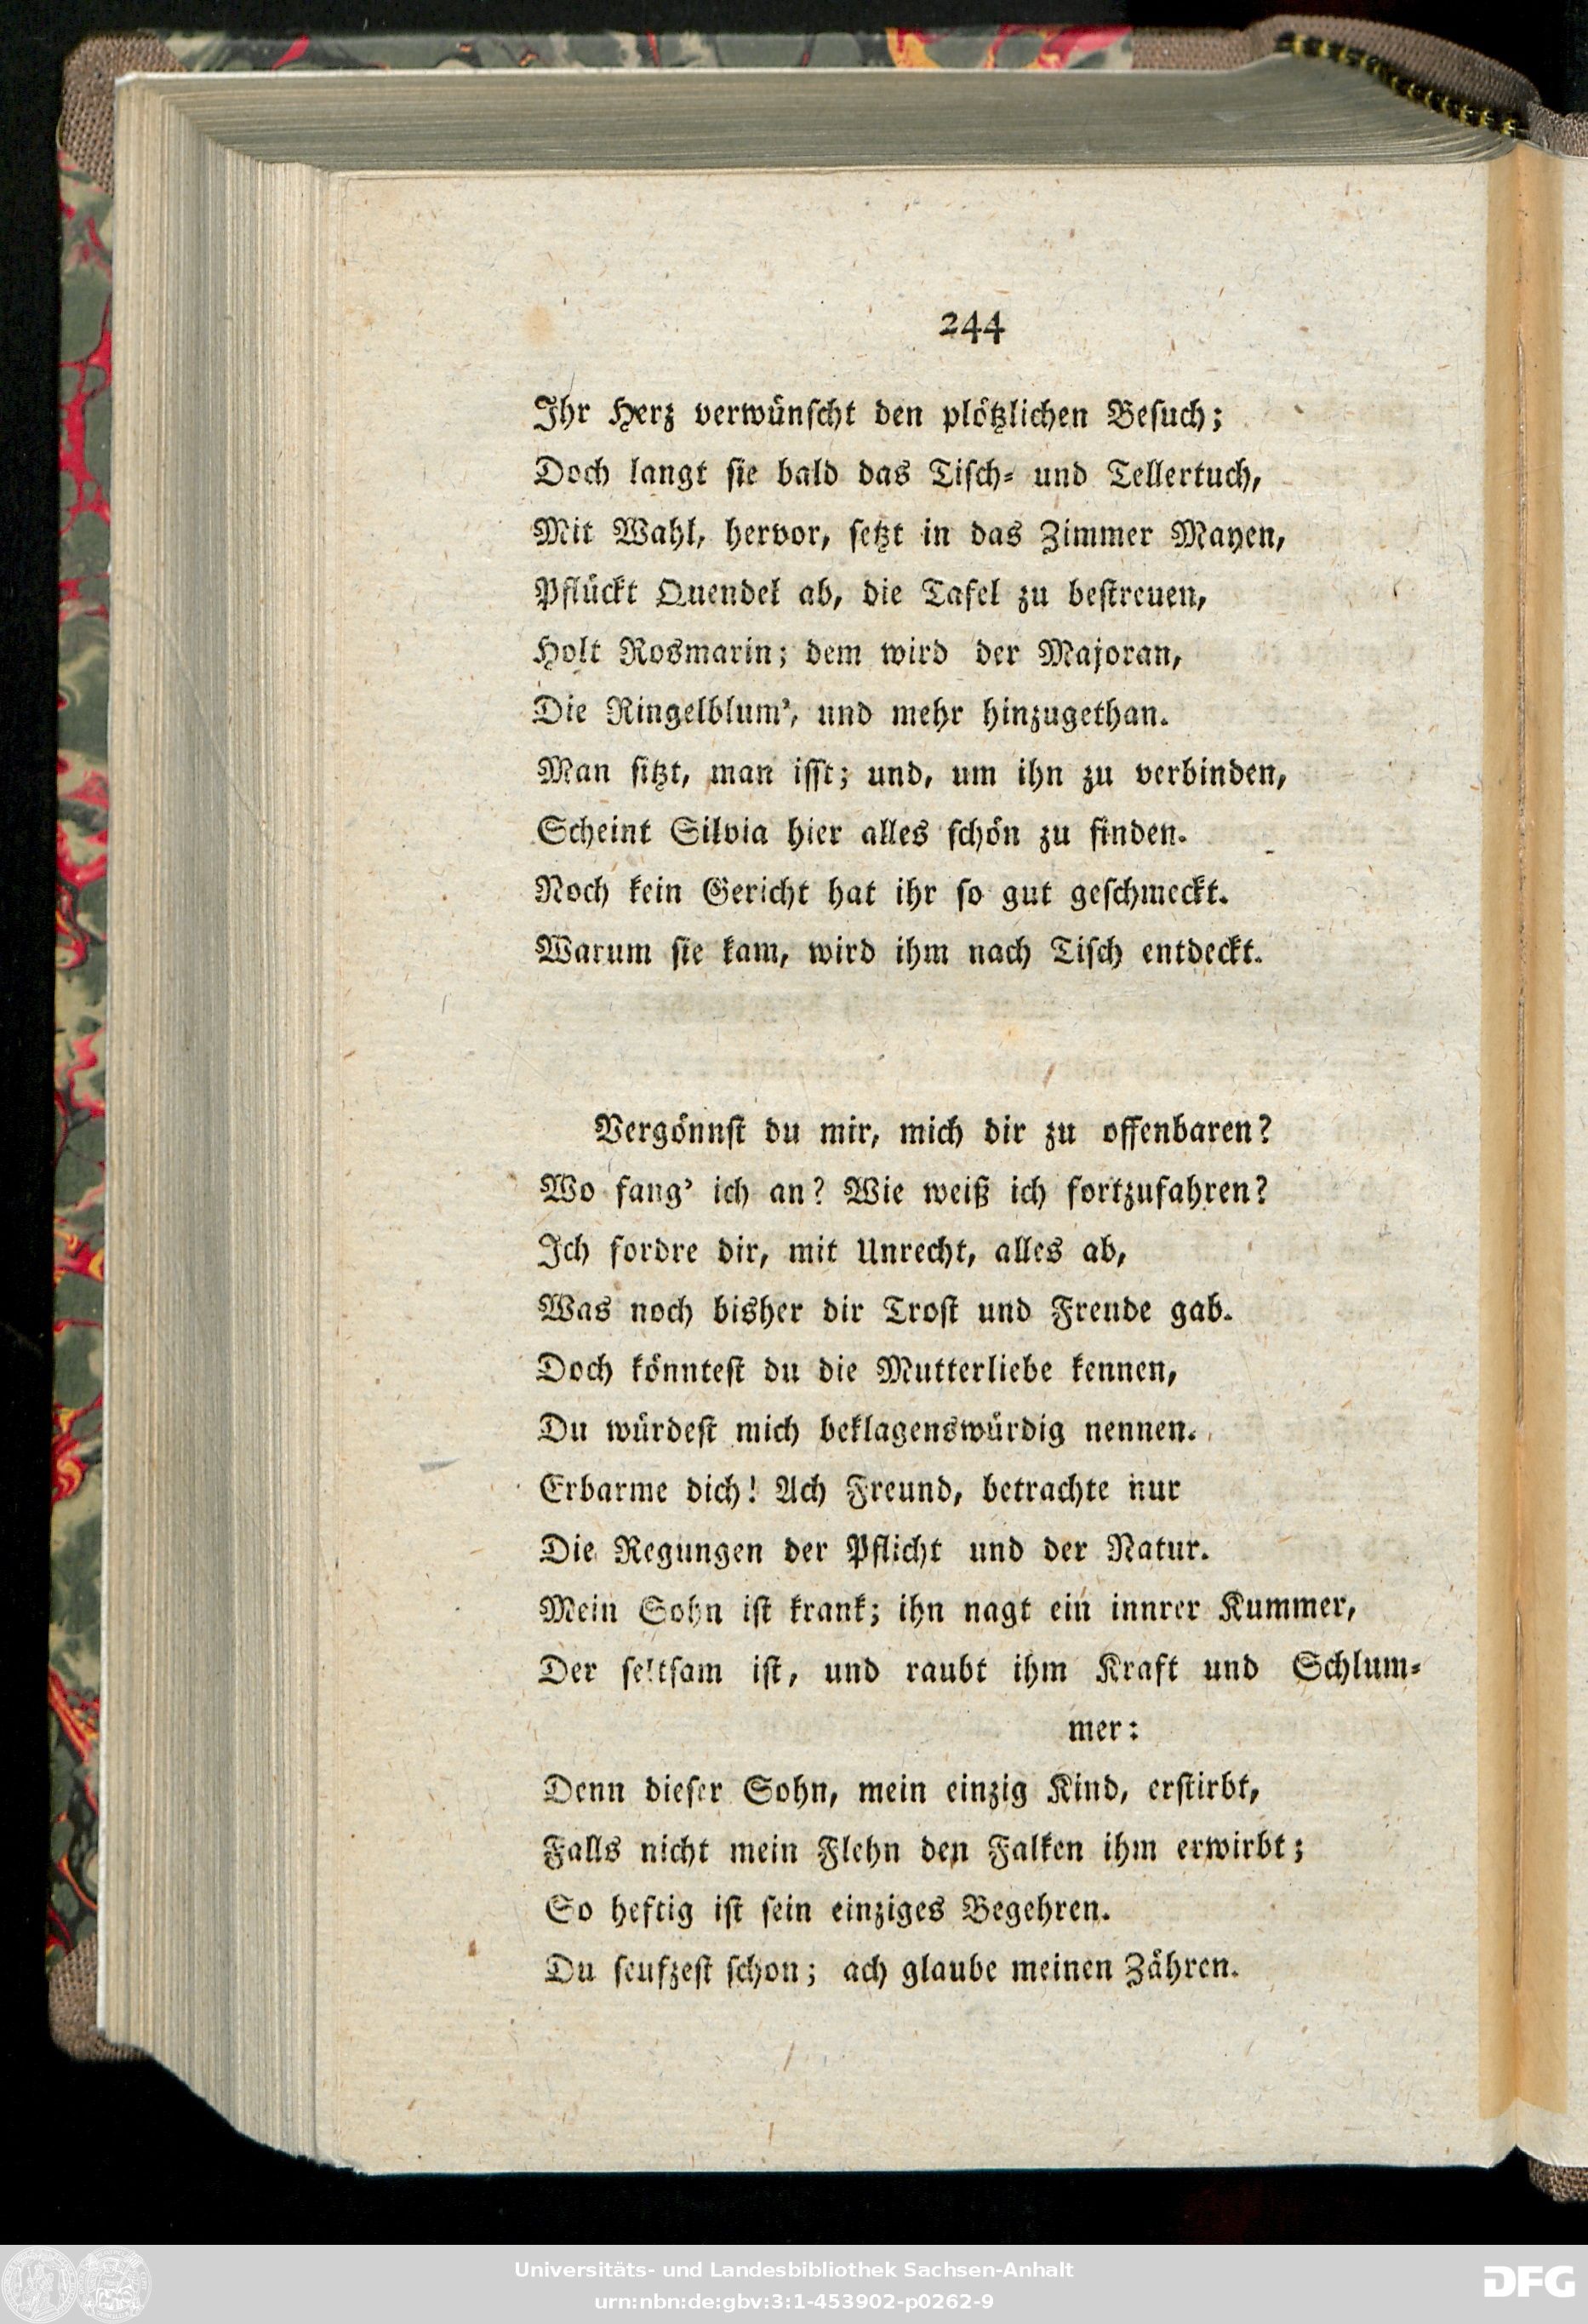 244
Ihr Herz verwünſcht den plötzlichen Beſuch;
Doch langt ſie bald das Tiſch- und Tellertuch,
Mit Wahl, hervor, ſetzt in das Zimmer Mayen,
Pflückt Quendel ab, die Tafel zu beſtreuen,
Holt Rosmarin; dem wird der Majoran,
Die Ringelblum', und mehr hinzugethan.
Man ſitzt, man iſſt; und, um ihn zu verbinden,
Scheint Silvia hier alles ſchön zu finden.
Noch kein Gericht hat ihr ſo gut geſchmeckt.
Warum ſie kam, wird ihm nach Tiſch entdeckt.
Vergönnſt du mir, mich dir zu offenbaren?
Wo fang' ich an? Wie weiß ich fortzufahren?
Ich fordre dir, mit Unrecht, alles ab,
Was noch bisher dir Troſt und Freude gab.
Doch könnteſt du die Mutterliebe kennen,
Du würdeſt mich beklagenswürdig nennen.
Erbarme dich! Ach Freund, betrachte nur
Die Regungen der Pflicht und der Natur.
Mein Sohn iſt krank; ihn nagt ein innrer Kummer,
Der ſeltſam iſt, und raubt ihm Kraft und Schlum-
mer:
Denn dieſer Sohn, mein einzig Kind, erſtirbt,
Falls nicht mein Flehn den Falken ihm erwirbt;
So heftig iſt ſein einziges Begehren.
Du ſeufzeſt ſchon; ach glaube meinen Zähren.
Universitäts- und Landesbibliothek Sachsen-Anhalt
urn:nbn:de:gbv:3:1-453902-p0262-9
DFG